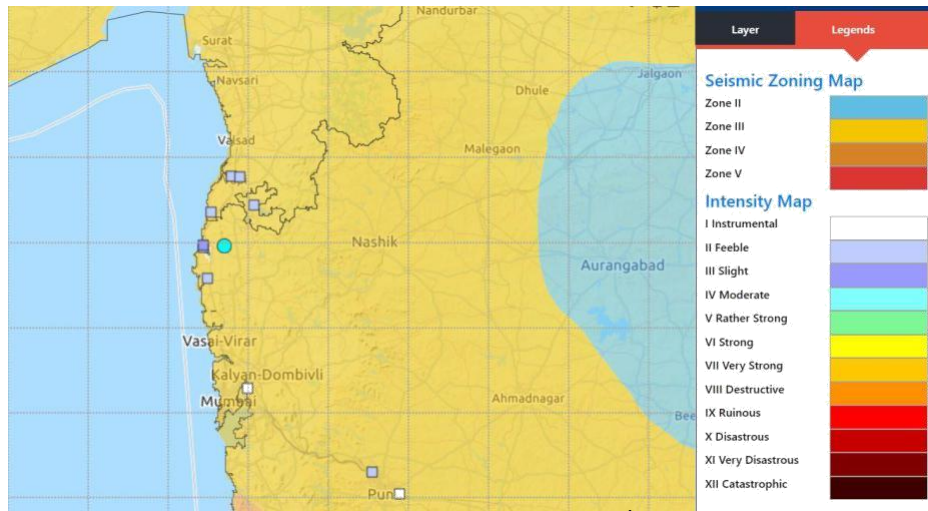 Nandurbar
Surat
Navsari
Jalgaon
Dhule
Valsad
Malegaon
Nashik
Aurangabad
Vasai-Virar
Kalyan-Dombivli
Mumbai
Ahmadnagar
Bee
Pun
Layer
Legends
Seismic Zoning Map
Zone II
Zone III
Zone IV
Zone V
Intensity Map
I Instrumental
II Feeble
III Slight
IV Moderate
V Rather Strong
VI Strong
VII Very Strong
VIII Destructive
IX Ruinous
X Disastrous
XI Very Disastrous
XII Catastrophic